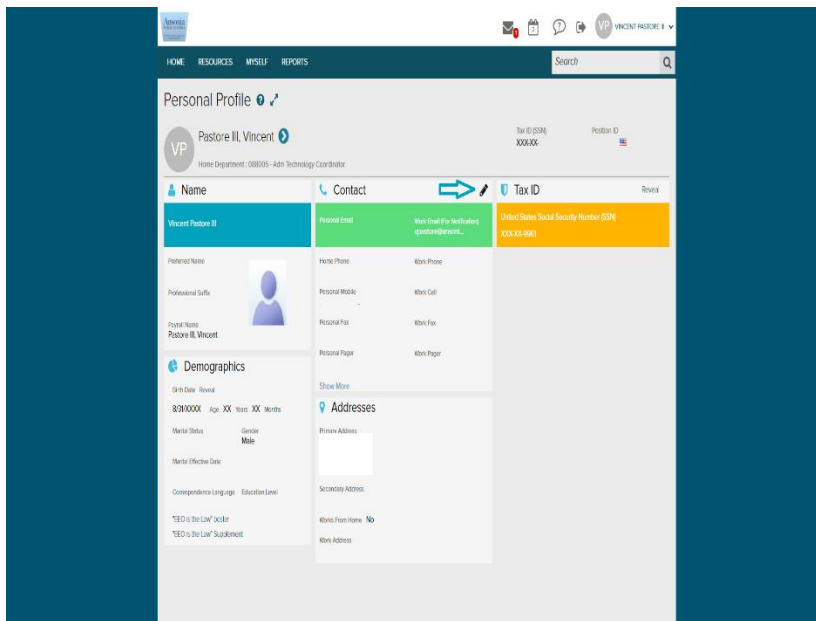 Ansonia
1
7
?
VP
VINCENT PASTORE II
HOME RESOURCES MYSELF REPORTS
Search
Personal Profile ?
VP
Pastore III, Vincent
Home Department : 088005 - Adm Technology Coordinator
Tax ID (SSN)
XXX-XX-
Position ID
Name
Vincent Pastore III
Preferred Name
Professional Suffix
Payroll Name
Pastore III, Vincent
Demographics
Birth Date Reveal
Age XX Years XX Months
Marital Status Gender
Male
Marital Effective Date
Correspondence Language Education Level
"EEO is the Law" poster
"EEO is the Law" Supplement
Contact
Personal Email Work Email (For Notification)
Home Phone Work Phone
Personal Mobile Work Cell
Personal Fax Work Fax
Personal Pager Work Pager
Show More
Addresses
Primary Address
Secondary Address
Works From Home No
Work Address
Tax ID Reveal
United States Social Security Number (SSN)